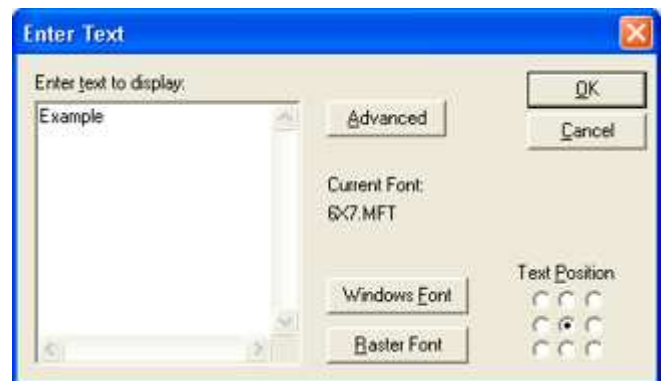 Enter Text
Enter text to display:
Example
Advanced
OK
Cancel
Current Font:
6X7.MFT
Windows Font
Raster Font
Text Position